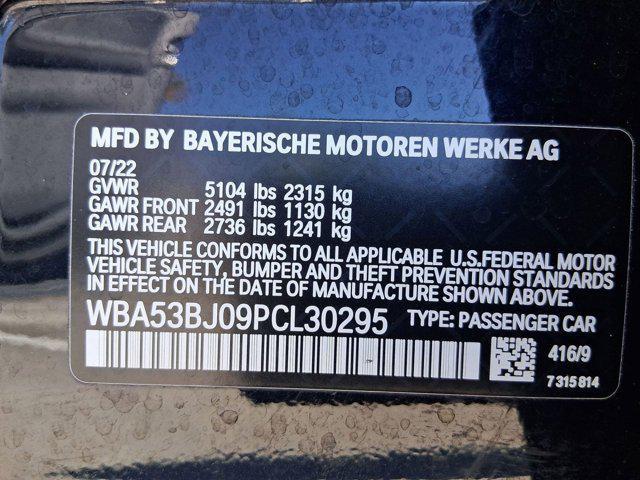 MFD BY BAYERISCHE MOTOREN WERKE AG
07/22
GVWR 5104 lbs 2315 kg
GAWR FRONT 2491 lbs 1130 kg
GAWR REAR 2736 lbs 1241 kg
THIS VEHICLE CONFORMS TO ALL APPLICABLE U.S.FEDERAL MOTOR
VEHICLE SAFETY, BUMPER AND THEFT PREVENTION STANDARDS
IN EFFECT ON THE DATE OF MANUFACTURE SHOWN ABOVE.
WBA53BJ09PCL30295 TYPE: PASSENGER CAR
416/9
7 315 814